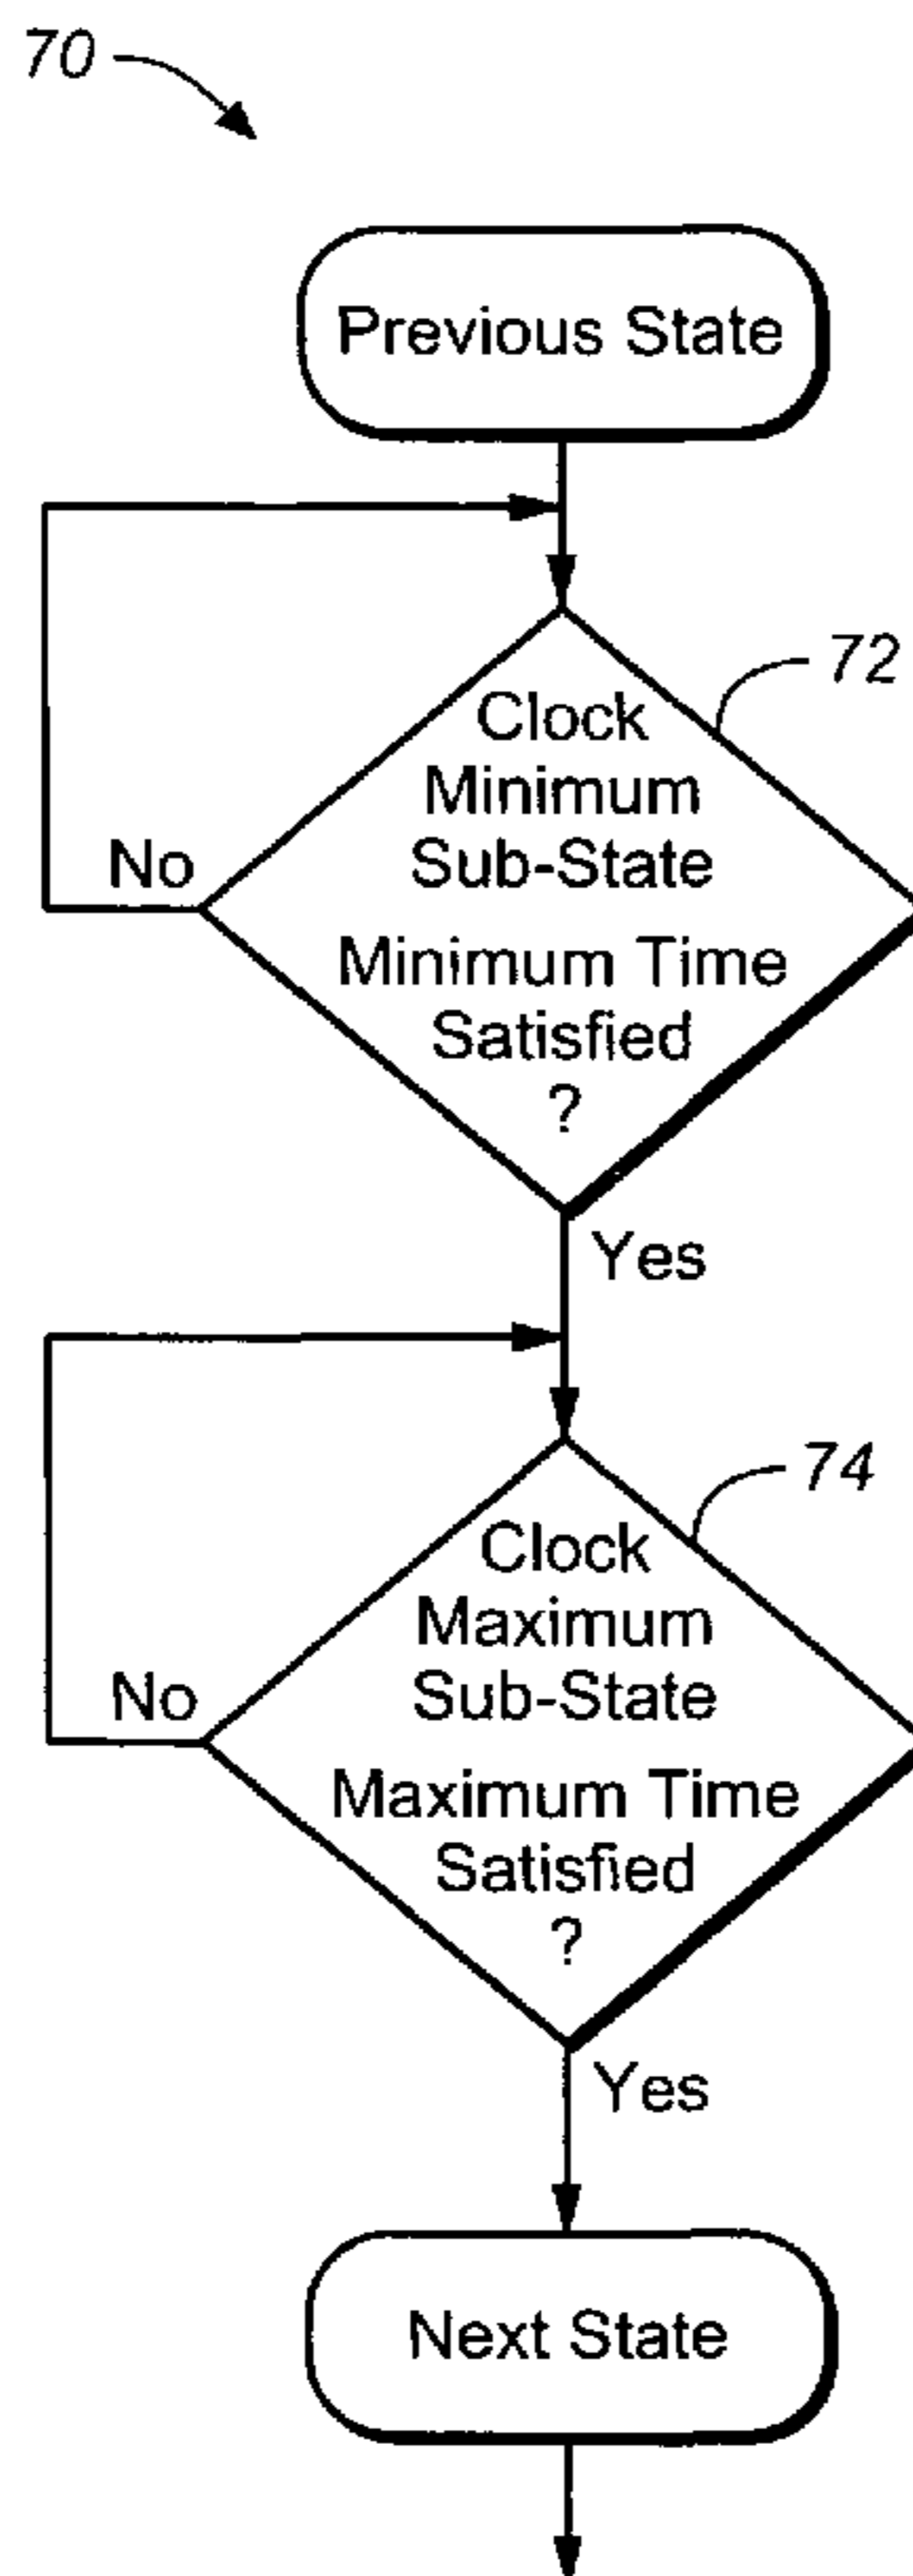 70
Previous State
72
Clock
Minimum
Sub-State
No
Minimum Time
Satisfied
?
Yes
74
Clock
Maximum
Sub-State
No
Maximum Time
Satisfied
?
Yes
Next State